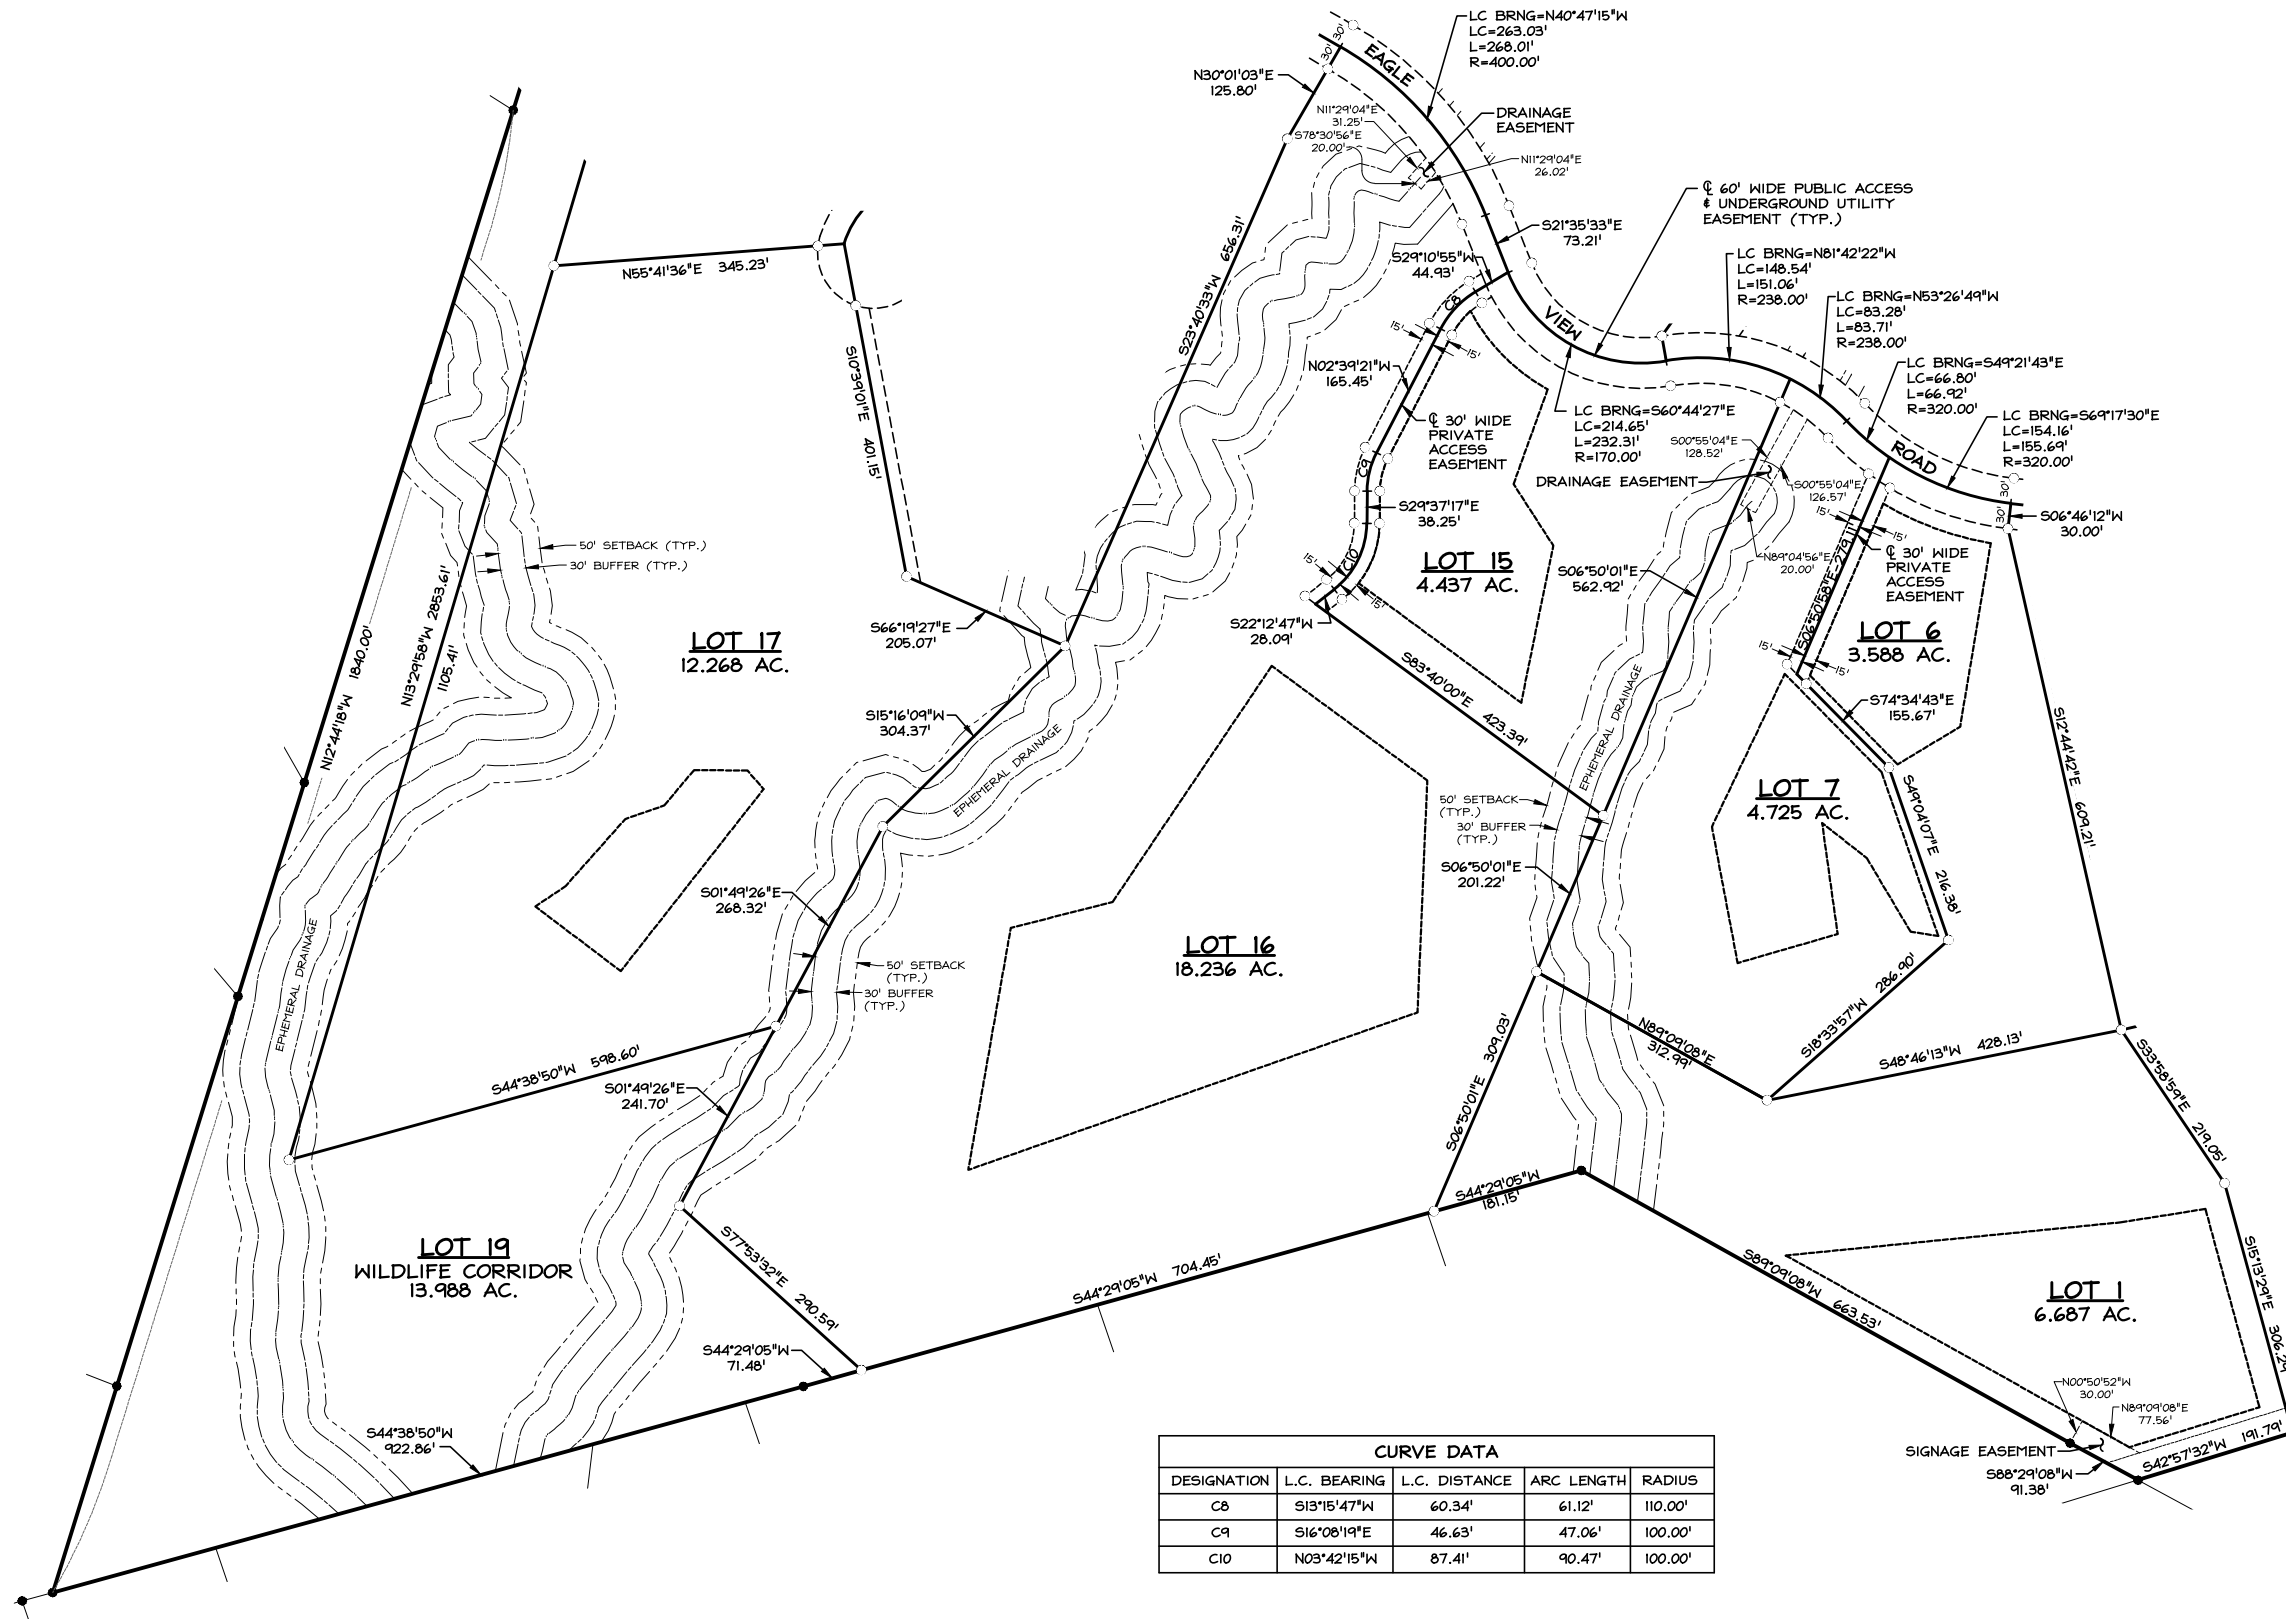 LC BRNG=N40°47'15"W
LC=263.03'
L=268.01'
R=400.00'
30' 30'
EAGLE
N30°01'03"E
125.80'
N11°29'04"E
31.25'
S78°30'56"E
20.00'
DRAINAGE
EASEMENT
N11°29'04"E
26.02'
℄ 60' WIDE PUBLIC ACCESS
& UNDERGROUND UTILITY
EASEMENT (TYP.)
S21°35'33"E
73.21'
S29°10'55"W
44.93'
LC BRNG=N81°42'22"W
LC=148.54'
L=151.06'
R=238.00'
LC BRNG=N53°26'49"W
LC=83.28'
L=83.71'
R=238.00'
N55°41'36"E 345.23'
S23°40'33"W 656.31'
C8
VIEW
15'
15'
LC BRNG=S49°21'43"E
LC=66.80'
L=66.92'
R=320.00'
S10°39'01"E 401.15'
N02°39'21"W
165.45'
LC BRNG=S60°44'27"E
LC=214.65'
L=232.31'
R=170.00'
LC BRNG=S69°17'30"E
LC=154.16'
L=155.69'
R=320.00'
℄ 30' WIDE
PRIVATE
ACCESS
EASEMENT
S00°55'04"E
128.52'
ROAD
C9
DRAINAGE EASEMENT
S00°55'04"E
126.57'
30' 30'
S29°37'17"E
38.25'
S06°46'12"W
30.00'
15'
15'
50' SETBACK (TYP.)
30' BUFFER (TYP.)
C10
15'
15'
LOT 15
4.437 AC.
S06°50'01"E
562.92'
N89°04'56"E
20.00'
S06°50'58"E-279.11'
℄ 30' WIDE
PRIVATE
ACCESS
EASEMENT
N12°44'18"W 1840.00'
N13°29'58"W 2853.61'
1105.41'
LOT 17
12.268 AC.
S66°19'27"E
205.07'
S22°12'47"W
28.09'
LOT 6
3.588 AC.
15'
15'
S83°40'00"E 423.39'
EPHEMERAL DRAINAGE
S74°34'43"E
155.67'
S15°16'09"W
304.37'
EPHEMERAL DRAINAGE
S12°44'42"E 609.21'
50' SETBACK
(TYP.)
30' BUFFER
(TYP.)
LOT 7
4.725 AC.
S49°04'07"E 216.38'
S06°50'01"E
201.22'
S01°49'26"E
268.32'
EPHEMERAL DRAINAGE
50' SETBACK
(TYP.)
30' BUFFER
(TYP.)
LOT 16
18.236 AC.
S18°33'57"W 286.90'
N89°09'08"E
312.99'
S06°50'01"E 309.03'
S44°38'50"W 598.60'
S48°46'13"W 428.13'
S01°49'26"E
241.70'
S33°58'59"E 219.05'
S44°29'05"W
181.15'
LOT 19
WILDLIFE CORRIDOR
13.988 AC.
S77°53'32"E 290.59'
S44°29'05"W 704.45'
S89°09'08"W 663.53'
LOT 1
6.687 AC.
S15°13'29"E 306.29'
S44°29'05"W
71.48'
N00°50'52"W
30.00'
N89°09'08"E
77.56'
S44°38'50"W
922.86'
SIGNAGE EASEMENT
S42°57'32"W 191.79'
S88°29'08"W
91.38'
CURVE DATA
DESIGNATION L.C. BEARING L.C. DISTANCE ARC LENGTH RADIUS
C8 S13°15'47"W 60.34' 61.12' 110.00'
C9 S16°08'19"E 46.63' 47.06' 100.00'
C10 N03°42'15"W 87.41' 90.47' 100.00'